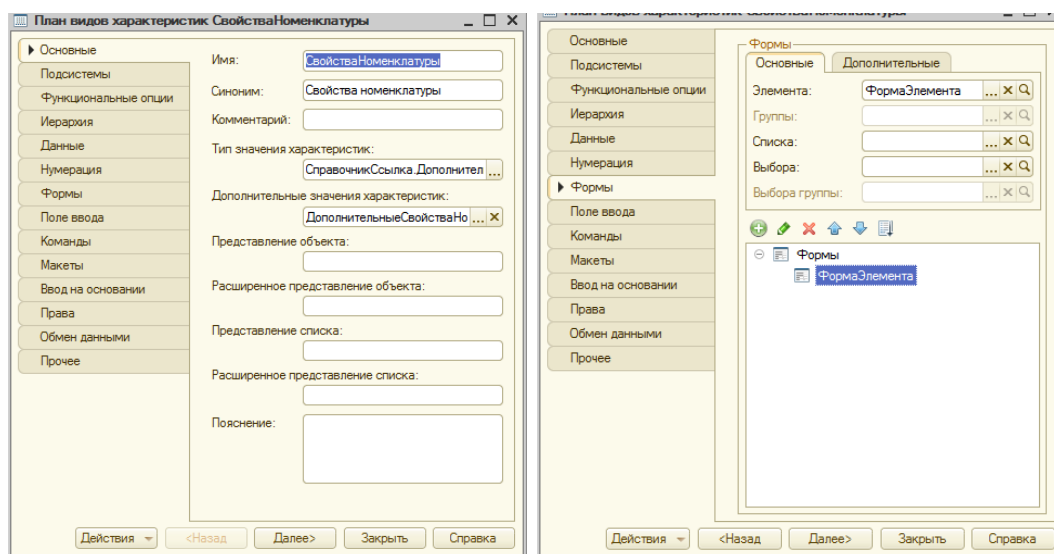 План видов характеристик СвойстваНоменклатуры
Основные
Подсистемы
Функциональные опции
Иерархия
Данные
Нумерация
Формы
Поле ввода
Команды
Макеты
Ввод на основании
Права
Обмен данными
Прочее
Имя: СвойстваНоменклатуры
Синоним: Свойства номенклатуры
Комментарий:
Тип значения характеристик:
СправочникСсылка.Дополнител ...
Дополнительные значения характеристик:
ДополнительныеСвойстваНо ...
Представление объекта:
Расширенное представление объекта:
Представление списка:
Расширенное представление списка:
Пояснение:
Действия <Назад Далее> Закрыть Справка
План видов характеристик СвойстваНоменклатуры
Основные
Подсистемы
Функциональные опции
Иерархия
Данные
Нумерация
Формы
Поле ввода
Команды
Макеты
Ввод на основании
Права
Обмен данными
Прочее
Формы
Основные Дополнительные
Элемента: ФормаЭлемента ...
Группы: ...
Списка: ...
Выбора: ...
Выбора группы: ...
Формы
ФормаЭлемента
Действия <Назад Далее> Закрыть Справка